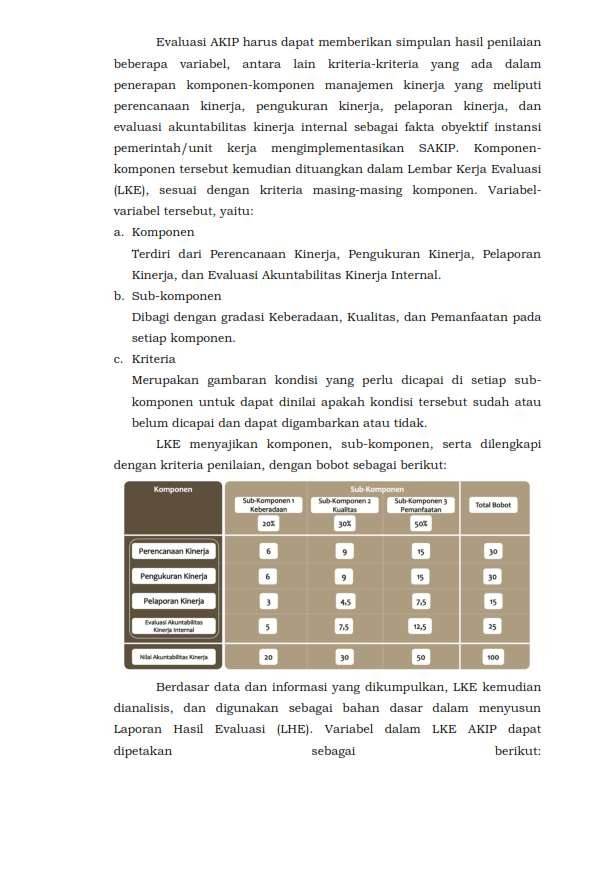 Evaluasi AKIP harus dapat memberikan simpulan hasil penilaian
beberapa variabel, antara lain kriteria-kriteria yang ada dalam
penerapan komponen-komponen manajemen kinerja yang meliputi
perencanaan kinerja, pengukuran kinerja, pelaporan kinerja, dan
evaluasi akuntabilitas kinerja internal sebagai fakta obyektif instansi
pemerintah/unit kerja mengimplementasikan SAKIP. Komponen-
komponen tersebut kemudian dituangkan dalam Lembar Kerja Evaluasi
(LKE), sesuai dengan kriteria masing-masing komponen. Variabel-
variabel tersebut, yaitu:
a. Komponen
Terdiri dari Perencanaan Kinerja, Pengukuran Kinerja, Pelaporan
Kinerja, dan Evaluasi Akuntabilitas Kinerja Internal.
b. Sub-komponen
Dibagi dengan gradasi Keberadaan, Kualitas, dan Pemanfaatan pada
setiap komponen.
c. Kriteria
Merupakan gambaran kondisi yang perlu dicapai di setiap sub-
komponen untuk dapat dinilai apakah kondisi tersebut sudah atau
belum dicapai dan dapat digambarkan atau tidak.
LKE menyajikan komponen, sub-komponen, serta dilengkapi
dengan kriteria penilaian, dengan bobot sebagai berikut:
Komponen Sub-Komponen
Sub-Komponen 1 Sub-Komponen 2 Sub-Komponen 3 Total Bobot
Keberadaan Kualitas Pemanfaatan
20% 30% 50%
Perencanaan Kinerja 6 9 15 30
Pengukuran Kinerja 6 9 15 30
Pelaporan Kinerja 3 4,5 7,5 15
Evaluasi Akuntabilitas
Kinerja Internal 5 7,5 12,5 25
Nilai Akuntabilitas Kinerja 20 30 50 100
Berdasar data dan informasi yang dikumpulkan, LKE kemudian
dianalisis, dan digunakan sebagai bahan dasar dalam menyusun
Laporan Hasil Evaluasi (LHE). Variabel dalam LKE AKIP dapat
dipetakan sebagai berikut: